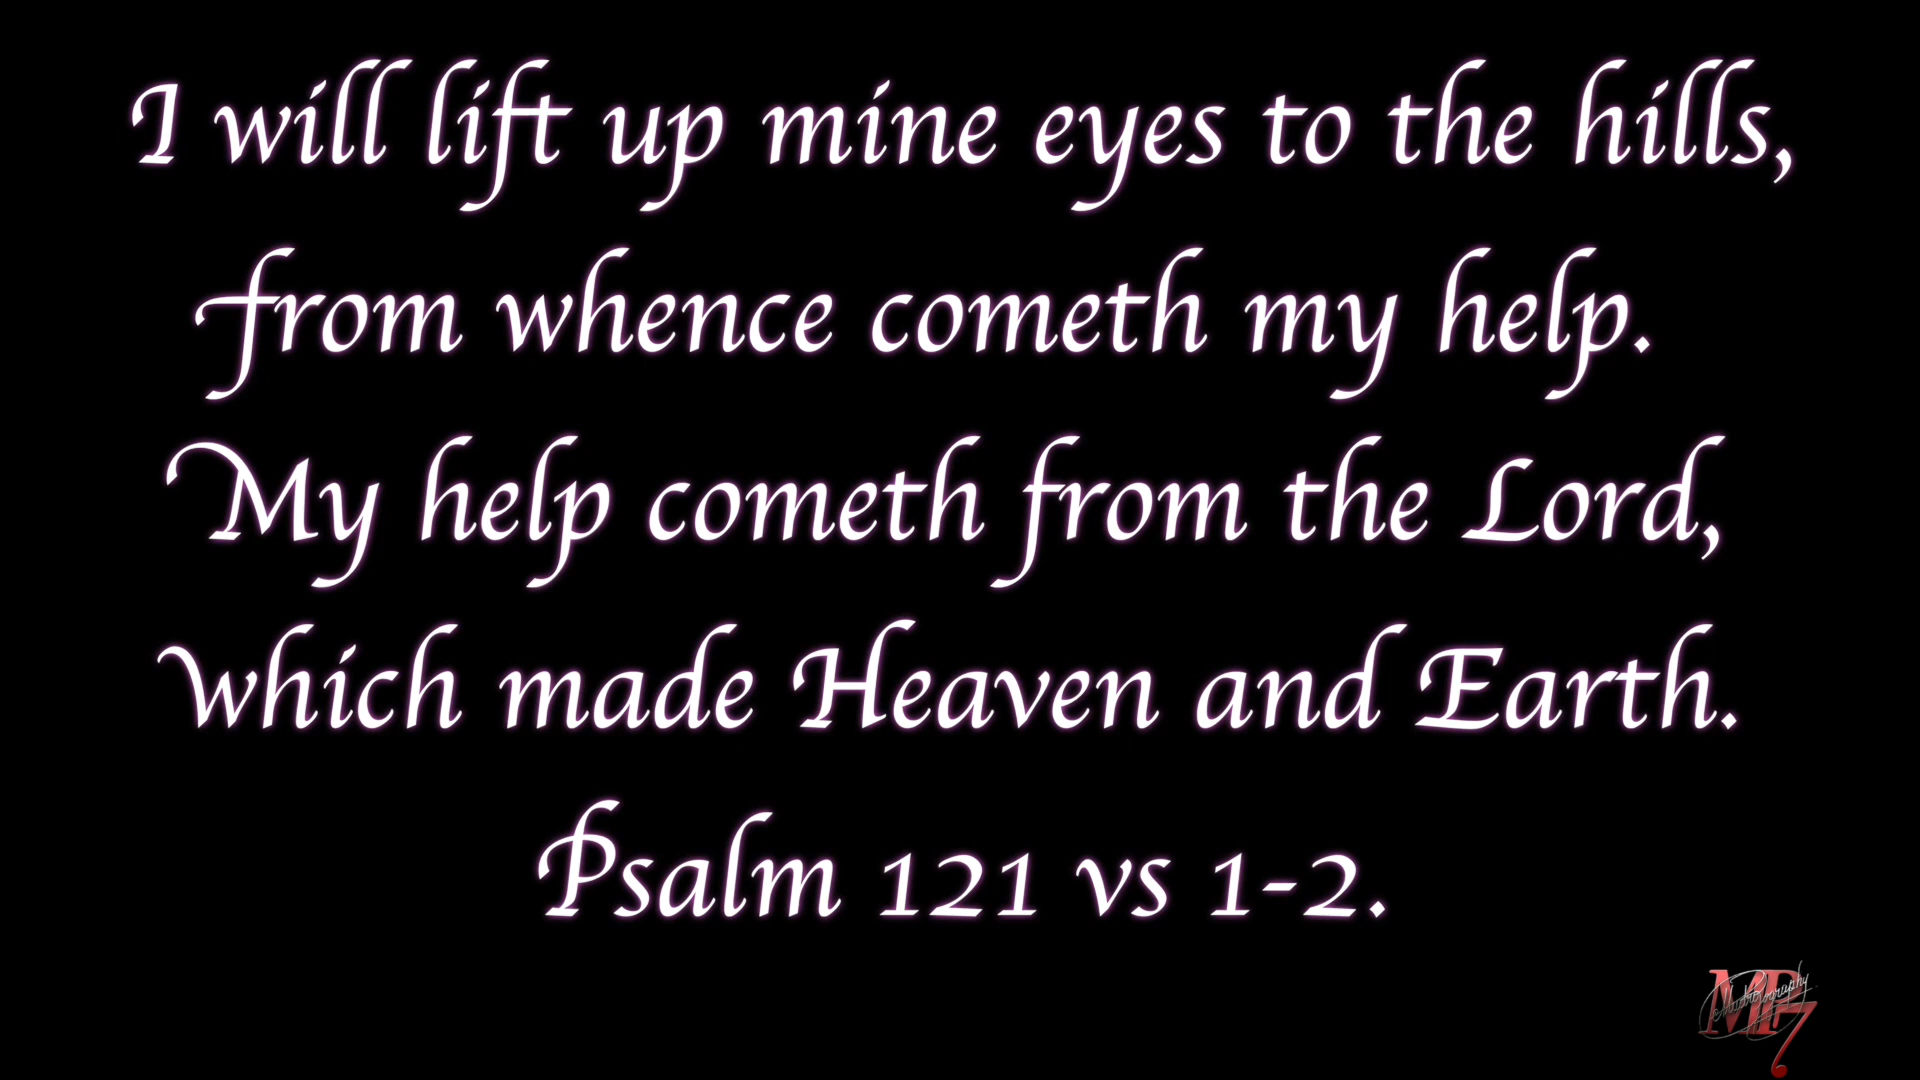 I will lift up mine eyes to the hills,
from whence cometh my help.
My help cometh from the Lord,
which made Heaven and Earth.
Psalm 121 vs 1-2.
MP7